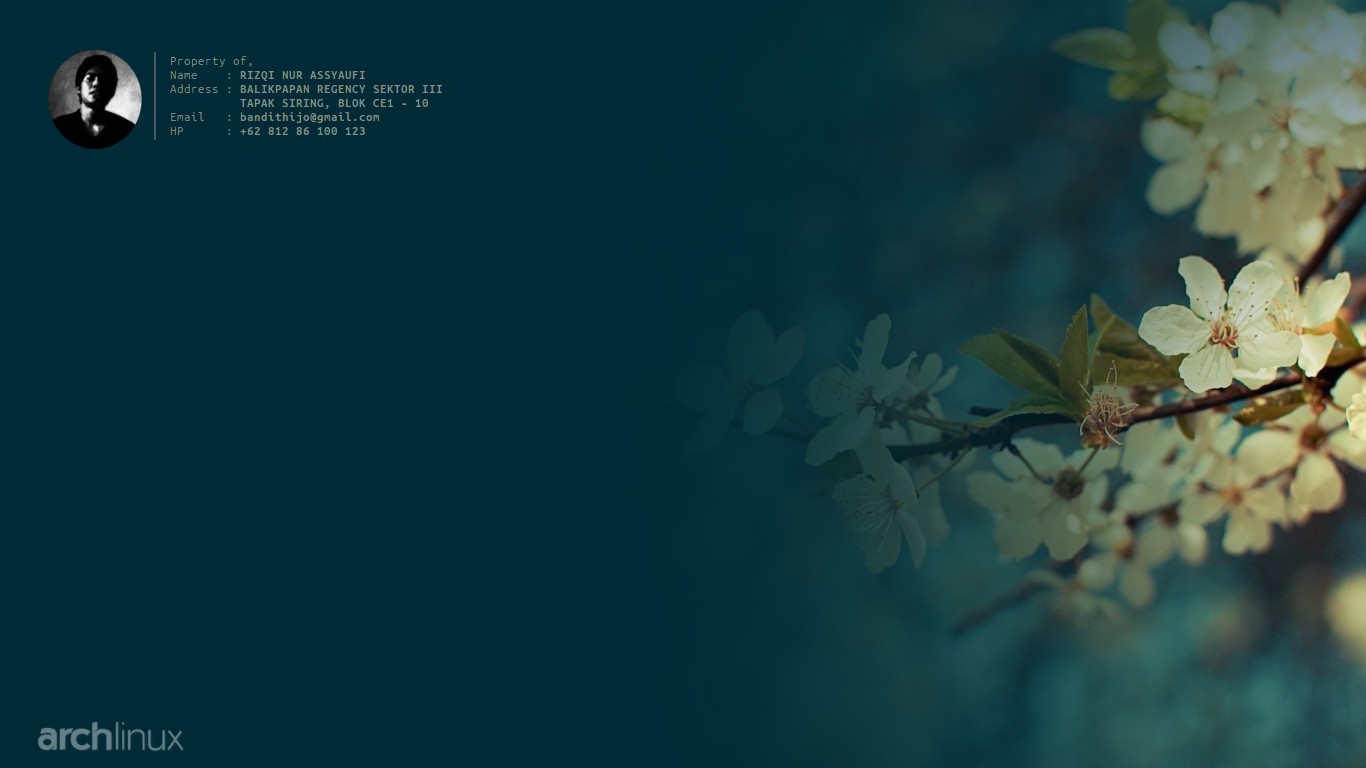 Property of,
Name : RIZQI NUR ASSYAUFI
Address : BALIKPAPAN REGENCY SEKTOR III
TAPAK SIRING, BLOK CE1 - 10
Email : bandithijo@gmail.com
HP : +62 812 86 100 123
archlinux